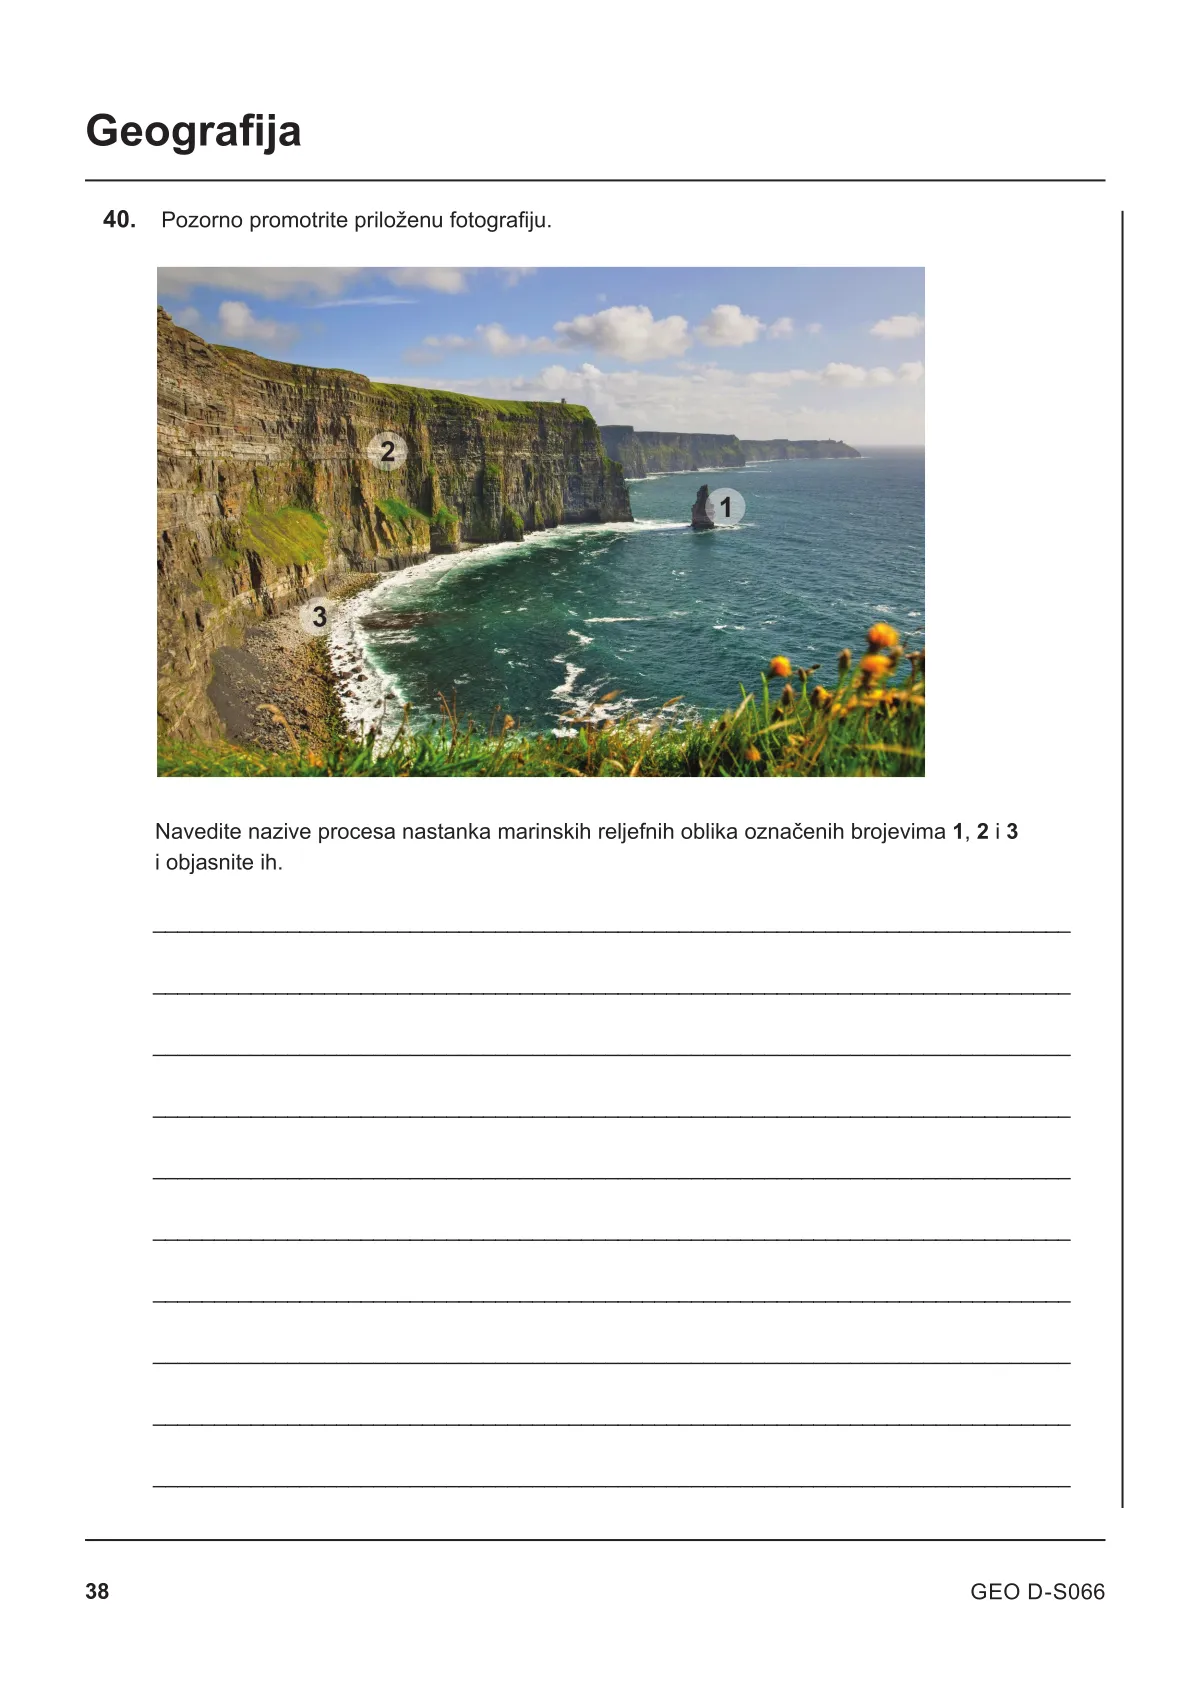 Geografija
40. Pozorno promotrite priloženu fotografiju.
2
1
3
Navedite nazive procesa nastanka marinskih reljefnih oblika označenih brojevima 1, 2 i 3
i objasnite ih.
38
GEO D-S066